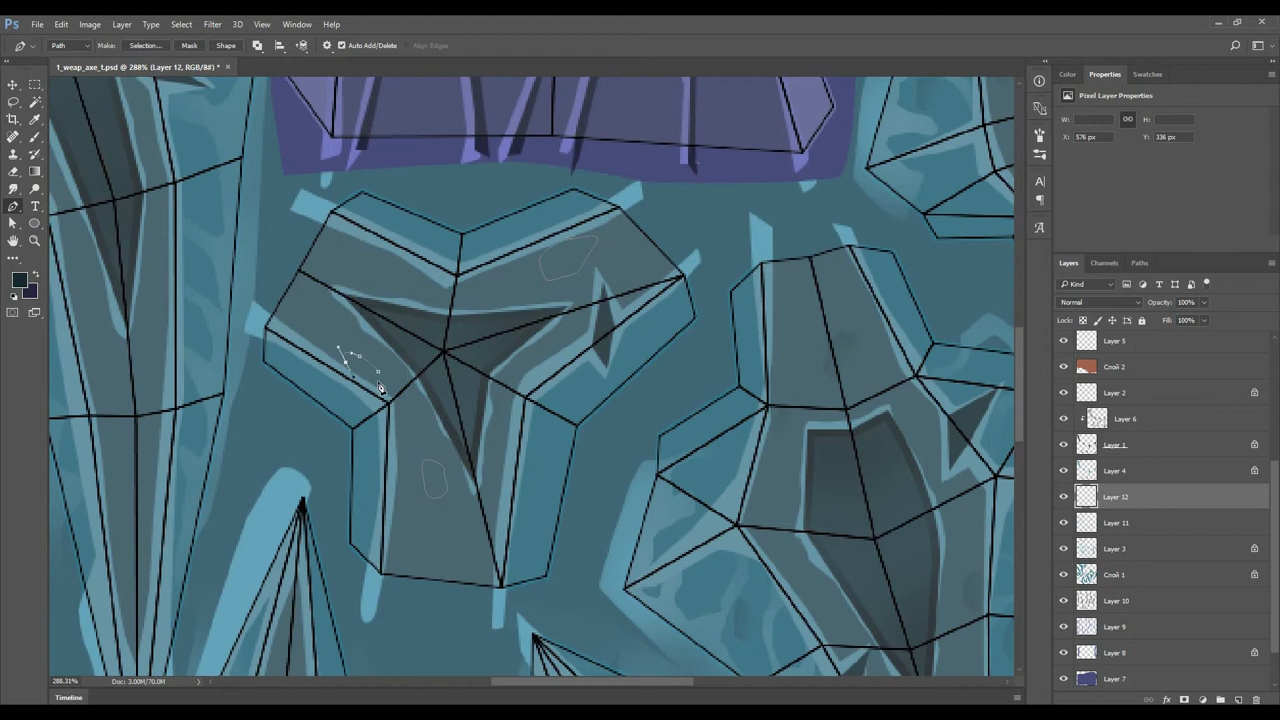 Ps File Edit Image Layer Type Select Filter 3D View Window Help
Path Make: Selection... Mask Shape Auto Add/Delete Align Edges
1_weap_axe_t.psd @ 288% (Layer 12, RGB/8#) * ×
Color Properties Swatches
Pixel Layer Properties
W: H:
X: 576 px Y: 336 px
Layers Channels Paths
Kind
Normal Opacity: 100%
Lock: Fill: 100%
Layer 5
Слой 2
Layer 2
Layer 6
Layer 1
Layer 4
Layer 12
Layer 11
Layer 3
Слой 1
Layer 10
Layer 9
Layer 8
Layer 7
288.31% Doc: 3.00M/70.0M
Timeline